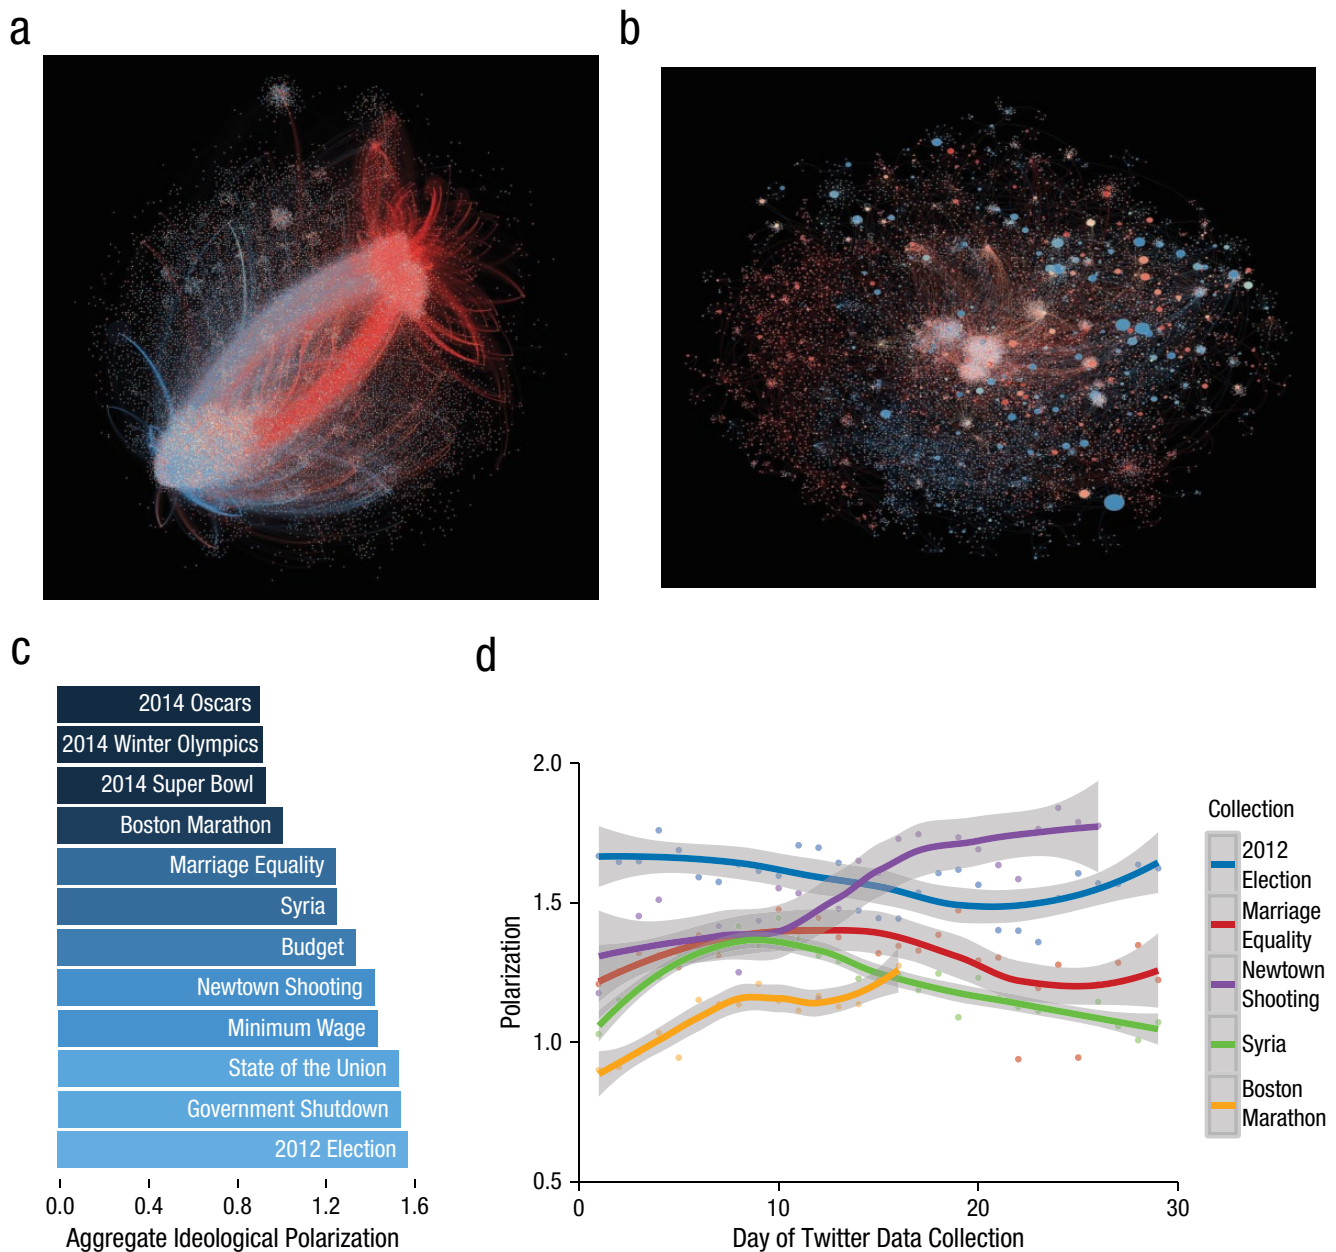 a
b
c
2014 Oscars
2014 Winter Olympics
2014 Super Bowl
Boston Marathon
Marriage Equality
Syria
Budget
Newtown Shooting
Minimum Wage
State of the Union
Government Shutdown
2012 Election
0.0 0.4 0.8 1.2 1.6
Aggregate Ideological Polarization
d
2.0
1.5
1.0
0.5
Polarization
0 10 20 30
Day of Twitter Data Collection
Collection
2012
Election
Marriage
Equality
Newtown
Shooting
Syria
Boston
Marathon